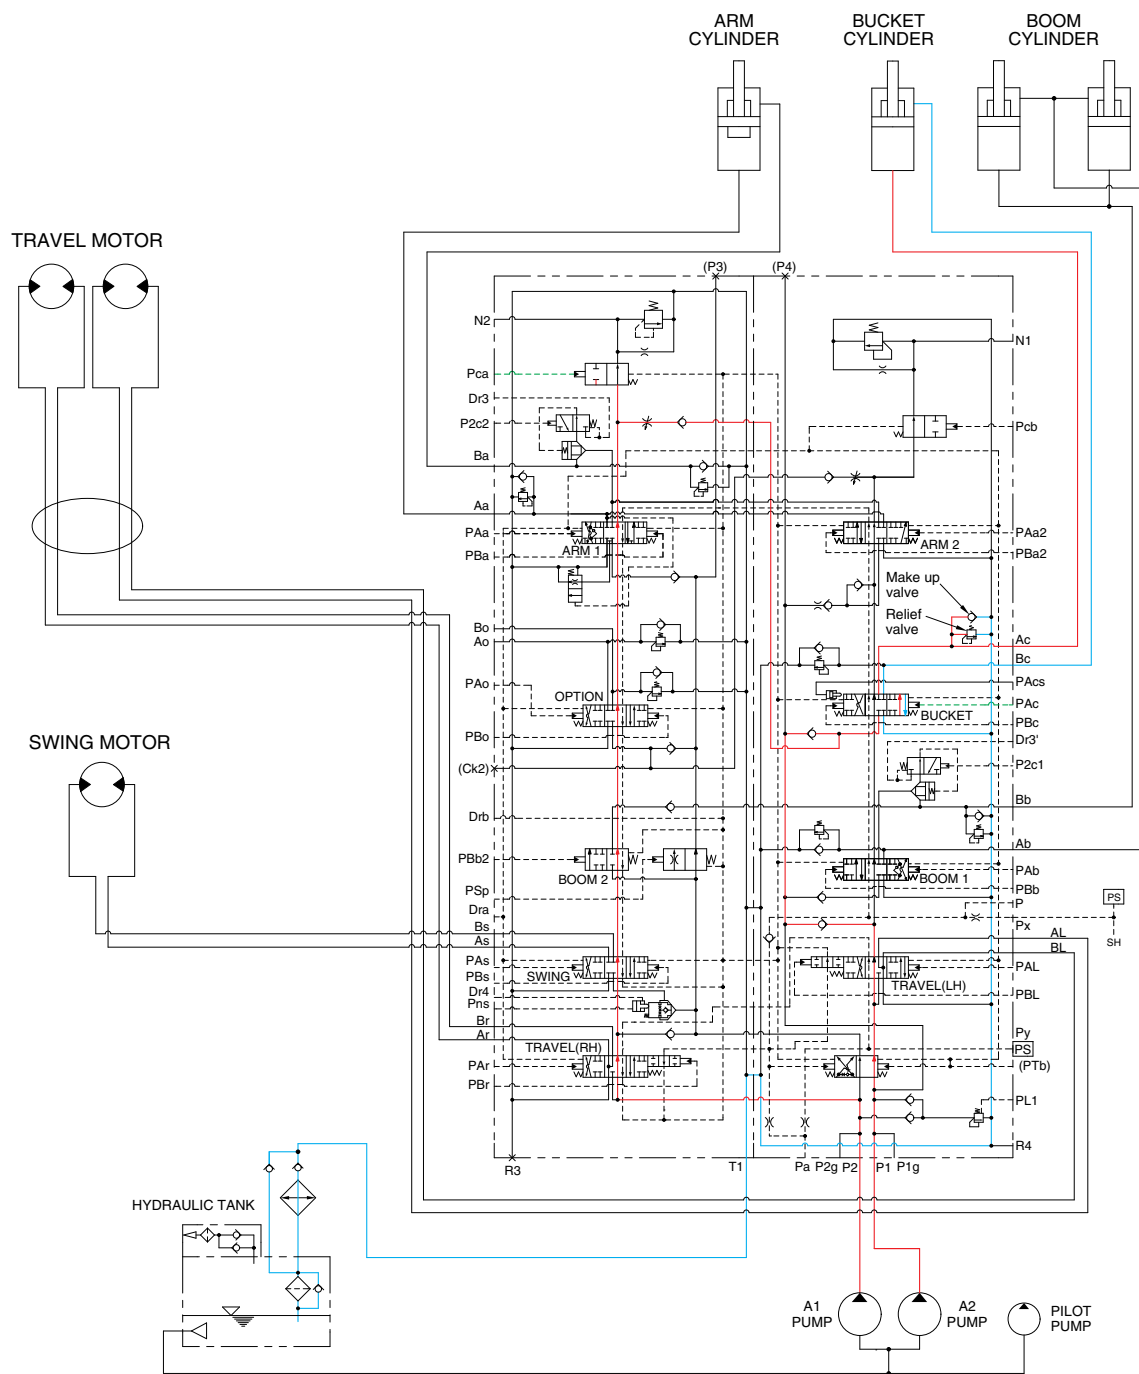 ARM
CYLINDER
BUCKET
CYLINDER
BOOM
CYLINDER
TRAVEL MOTOR
SWING MOTOR
HYDRAULIC TANK
(P3)
(P4)
N2
Pca
Dr3
P2c2
Ba
Aa
PAa
PBa
ARM 1
Bo
Ao
PAo
OPTION
PBo
(Ck2)
Drb
PBb2
BOOM 2
PSp
Dra
Bs
As
PAs
SWING
PBs
Dr4
Pns
Br
Ar
TRAVEL(RH)
PAr
PBr
R3
T1
Pa
P2g
P2
P1
P1g
N1
Pcb
PAa2
ARM 2
PBa2
Make up
valve
Relief
valve
Ac
Bc
PAcs
PAc
BUCKET
PBc
Dr3'
P2c1
Bb
Ab
PAb
BOOM 1
PBb
P
PS
Px
SH
AL
BL
PAL
TRAVEL(LH)
PBL
Py
PS
(PTb)
PL1
R4
A1
PUMP
A2
PUMP
PILOT
PUMP